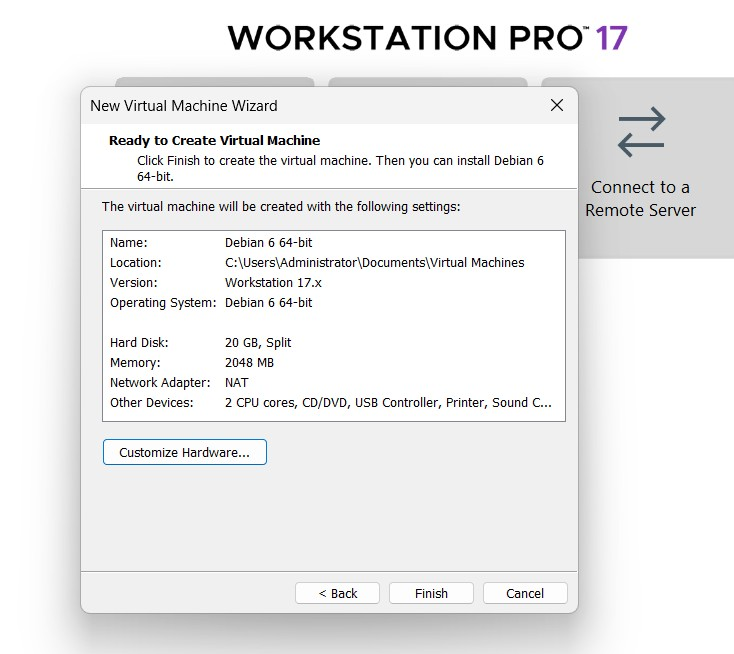 WORKSTATION PRO™ 17
New Virtual Machine Wizard
Ready to Create Virtual Machine
Click Finish to create the virtual machine. Then you can install Debian 6
64-bit.
The virtual machine will be created with the following settings:
Name: Debian 6 64-bit
Location: C:\Users\Administrator\Documents\Virtual Machines
Version: Workstation 17.x
Operating System: Debian 6 64-bit
Hard Disk: 20 GB, Split
Memory: 2048 MB
Network Adapter: NAT
Other Devices: 2 CPU cores, CD/DVD, USB Controller, Printer, Sound C...
Customize Hardware...
< Back
Finish
Cancel
Connect to a
Remote Server